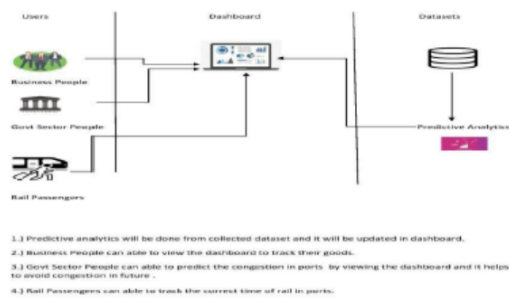 Users
Dashboard
Datasets
Business People
Govt Sector People
Predictive Analytics
Rail Passengers
1.) Predictive analytics will be done from collected dataset and it will be updated in dashboard.
2.) Business People can able to view the dashboard to track their goods.
3.) Govt Sector People can able to predict the congestion in ports by viewing the dashboard and it helps
to avoid congestion in future .
4.) Rail Passengers can able to track the correct time of rail in ports.